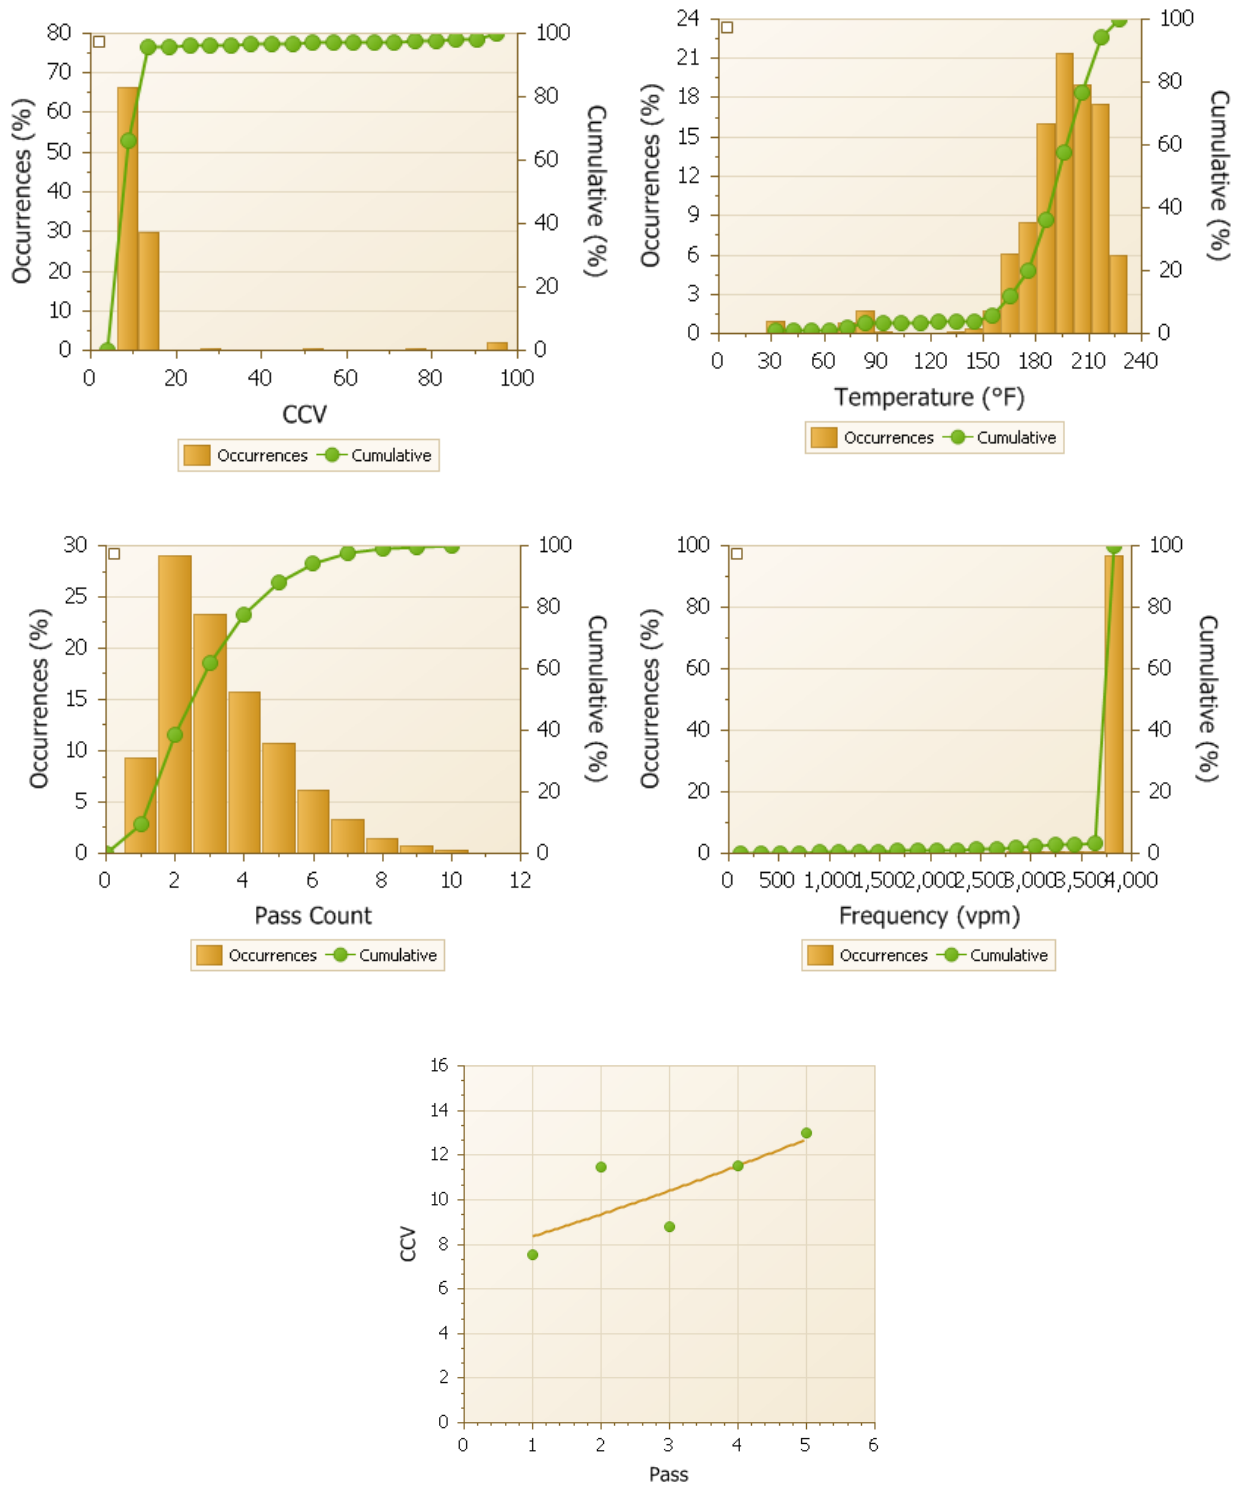 80
70
60
50
40
30
20
10
0
100
80
60
40
20
0
0 20 40 60 80 100
Occurrences (%)
Cumulative (%)
CCV
Occurrences Cumulative
24
21
18
15
12
9
6
3
0
100
80
60
40
20
0
0 30 60 90 120 150 180 210 240
Occurrences (%)
Cumulative (%)
Temperature (°F)
Occurrences Cumulative
30
25
20
15
10
5
0
100
80
60
40
20
0
0 2 4 6 8 10 12
Occurrences (%)
Cumulative (%)
Pass Count
Occurrences Cumulative
100
80
60
40
20
0
100
80
60
40
20
0
0 500 1,000 1,500 2,000 2,500 3,000 3,500 4,000
Occurrences (%)
Cumulative (%)
Frequency (vpm)
Occurrences Cumulative
16
14
12
10
8
6
4
2
0
0 1 2 3 4 5 6
CCV
Pass